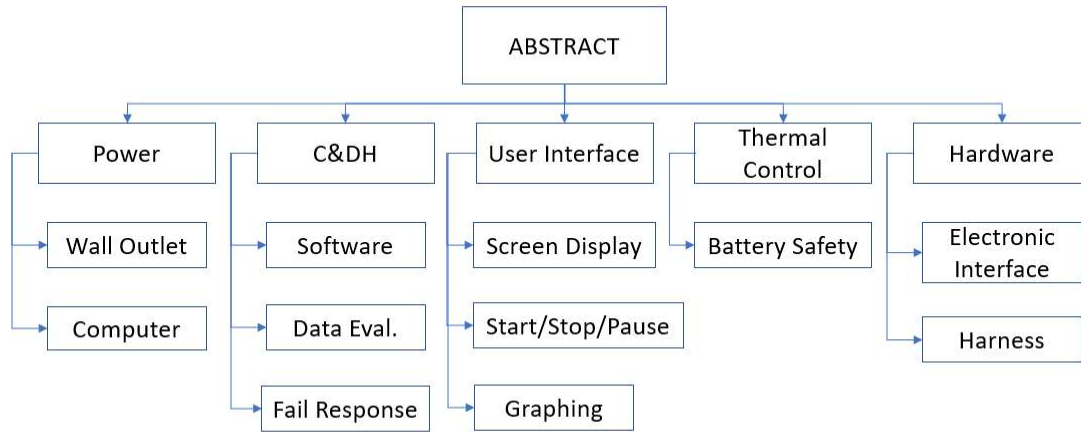 ABSTRACT
Power
C&DH
User Interface
Thermal
Control
Hardware
Wall Outlet
Software
Screen Display
Battery Safety
Electronic
Interface
Computer
Data Eval.
Start/Stop/Pause
Harness
Fail Response
Graphing